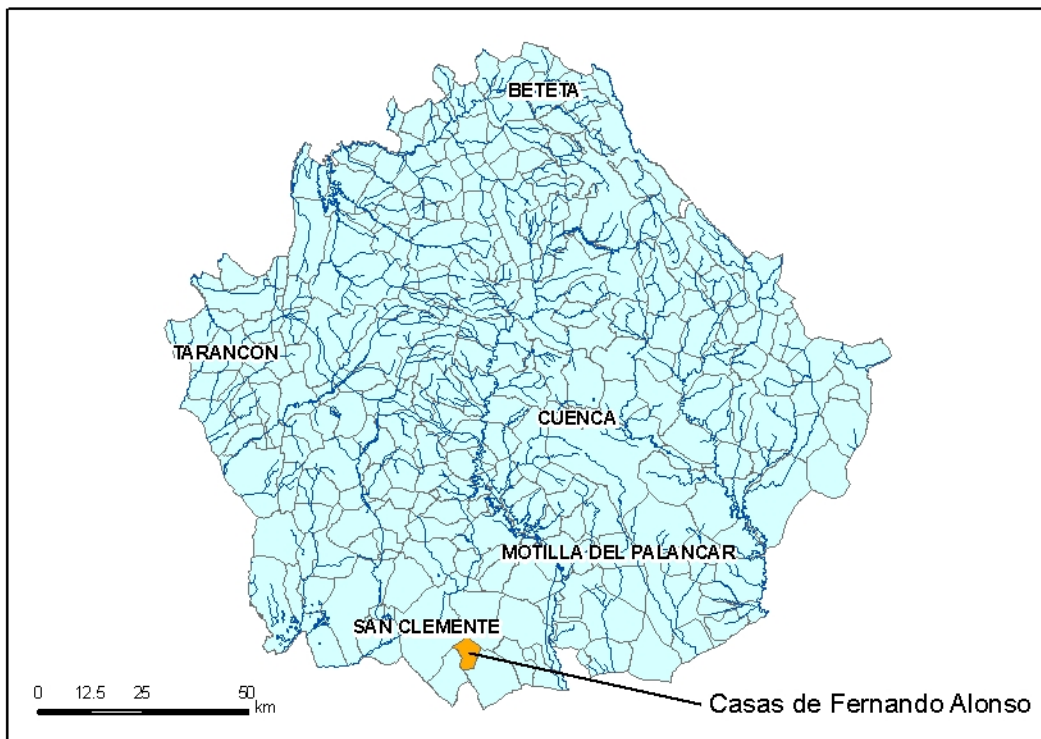 BETETA
TARANCON
CUENCA
MOTILLA DEL PALANCAR
SAN CLEMENTE
Casas de Fernando Alonso
0 12.5 25 50
km